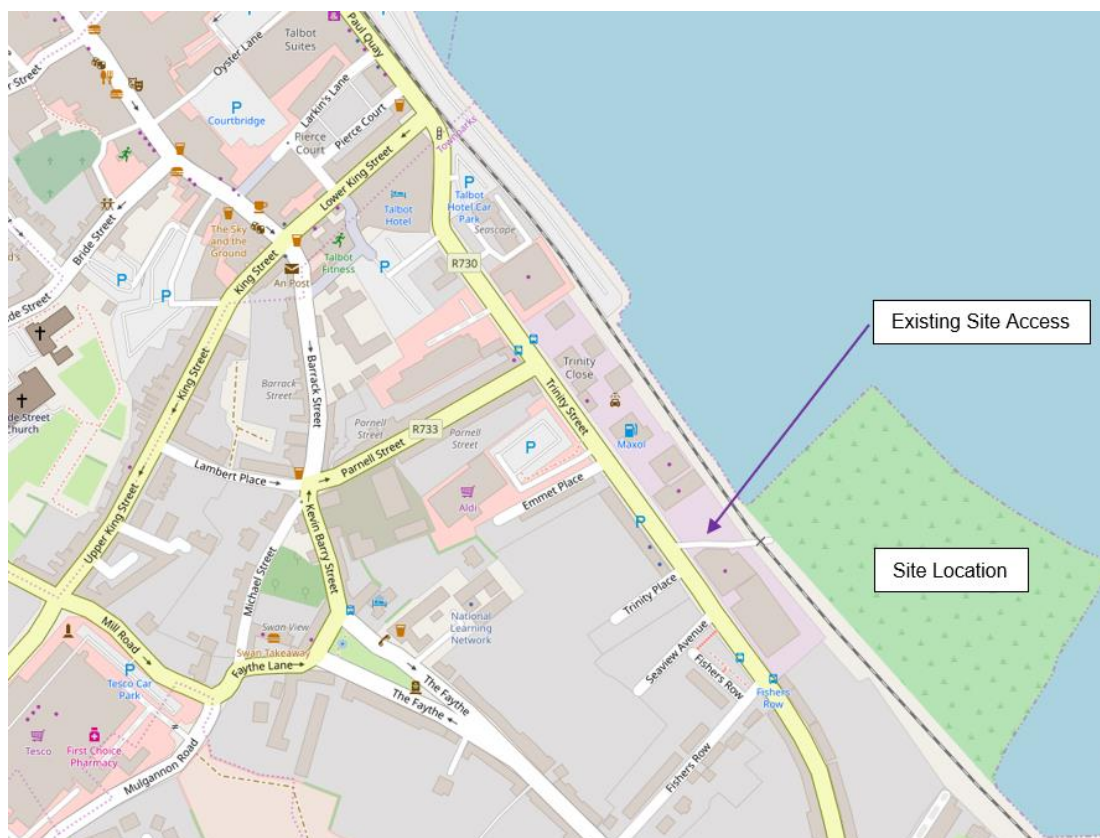 Oyster Lane
Talbot
Suites
Paul Quay
Larkin's Lane
P
Courtbridge
Pierce
Court
Pierce Court
Townparks
Lower King Street
P
Talbot
Hotel Car
Park
Seascape
Talbot
Hotel
Bride Street
The Sky
and the
Ground
Talbot
Fitness
An Post
King Street
P
P
P
R730
Existing Site Access
Trinity
Close
Barrack Street
Barrack
Street
King Street
Trinity Street
Maxol
R733
Parnell
Street
Parnell
Street
Parnell Street
P
Street
Church
Lambert Place
Aldi
Emmet Place
P
Upper King Street
Kevin Barry Street
Michael Street
Site Location
Trinity Place
National
Learning
Network
Swan View
Swan Takeaway
Seaview Avenue
Fishers Row
Mill Road
Faythe Lane
The Faythe
The Faythe
Fishers
Row
P
Tesco Car
Park
Tesco
First Choice
Pharmacy
Mulgannon Road
Fishers Row